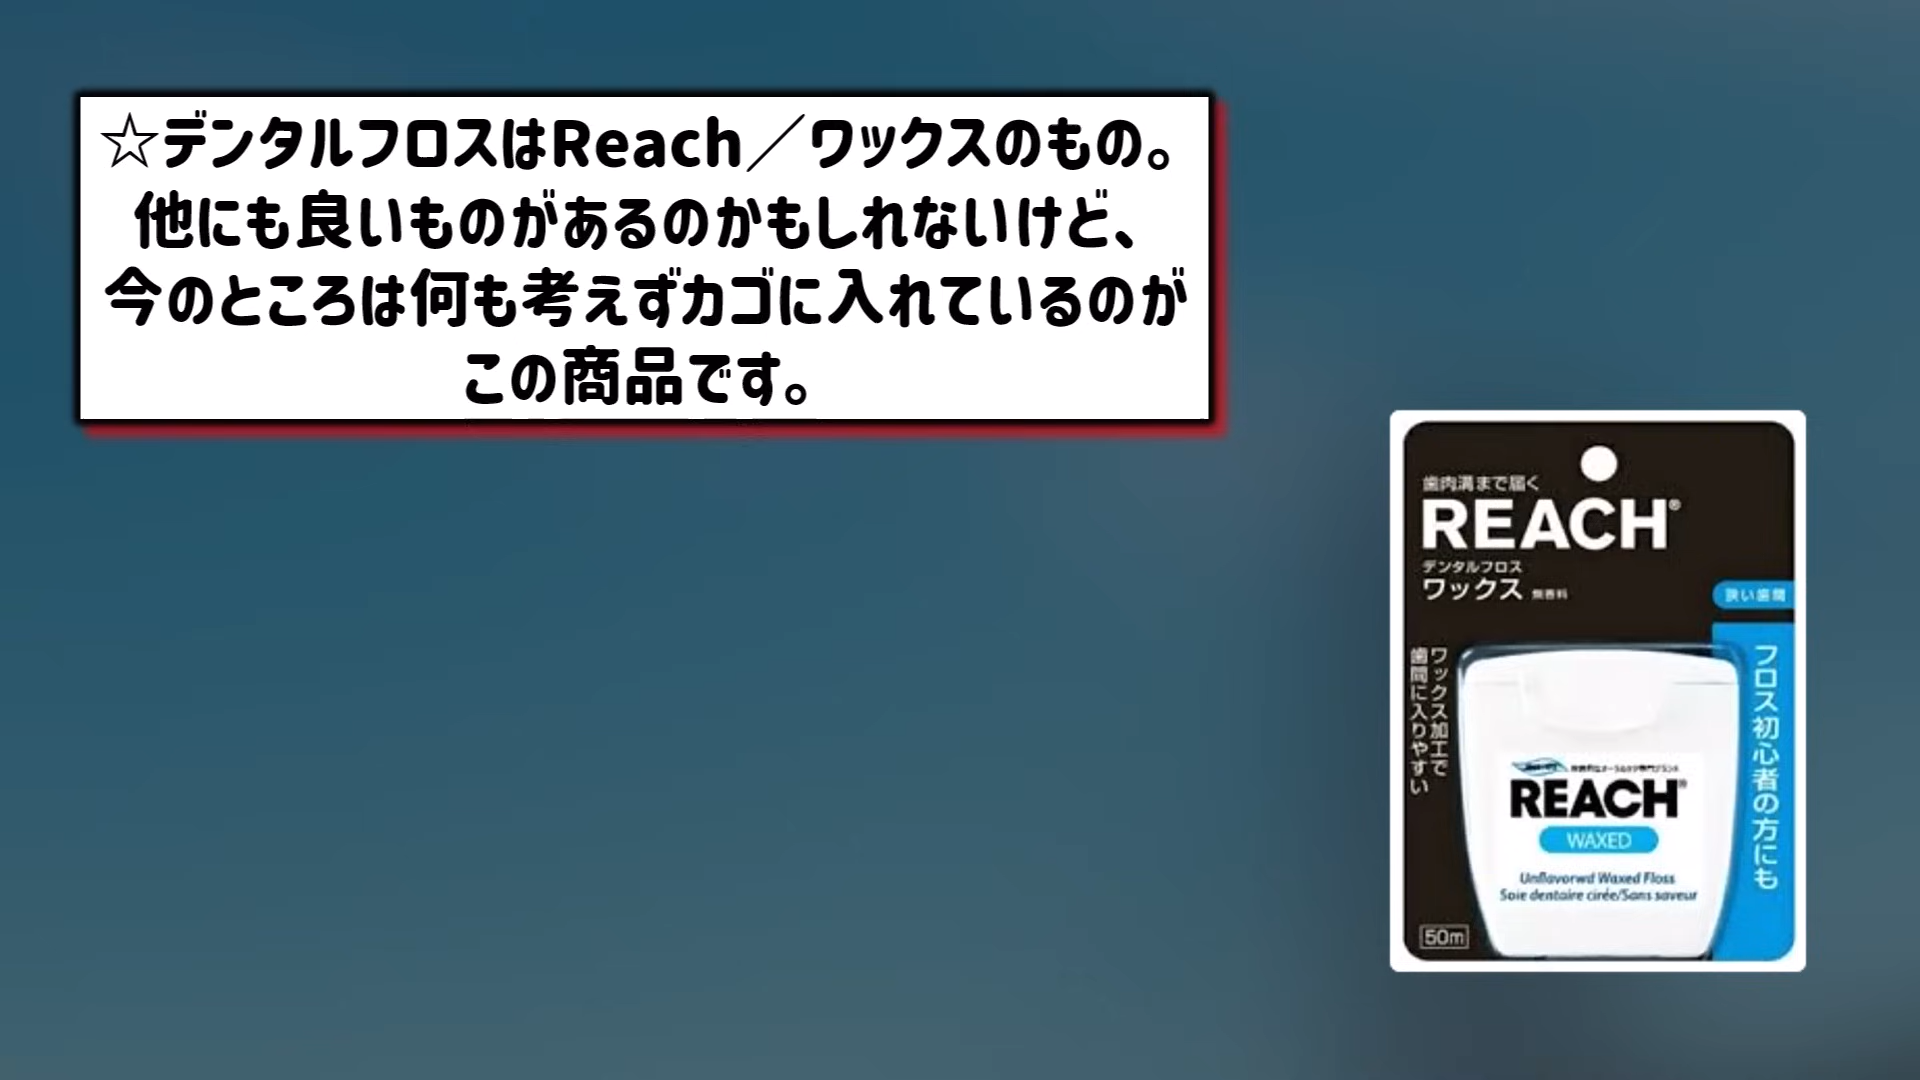 ☆デンタルフロスはReach／ワックスのもの。
他にも良いものがあるのかもしれないけど、
今のところは何も考えずカゴに入れているのが
この商品です。
歯肉溝まで届く
REACH®
デンタルフロス
ワックス 無香料
狭い歯間
フロス初心者の方にも
ワックス加工で
歯間に入りやすい
REACH®
WAXED
Unflavorwd Waxed Floss
Soie dentaire cirée/Sans saveur
50m